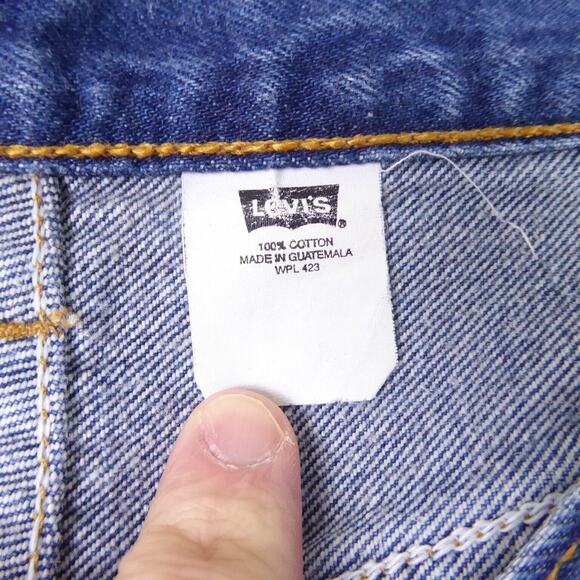 LEVI'S ®
100% COTTON
MADE IN GUATEMALA
WPL 423